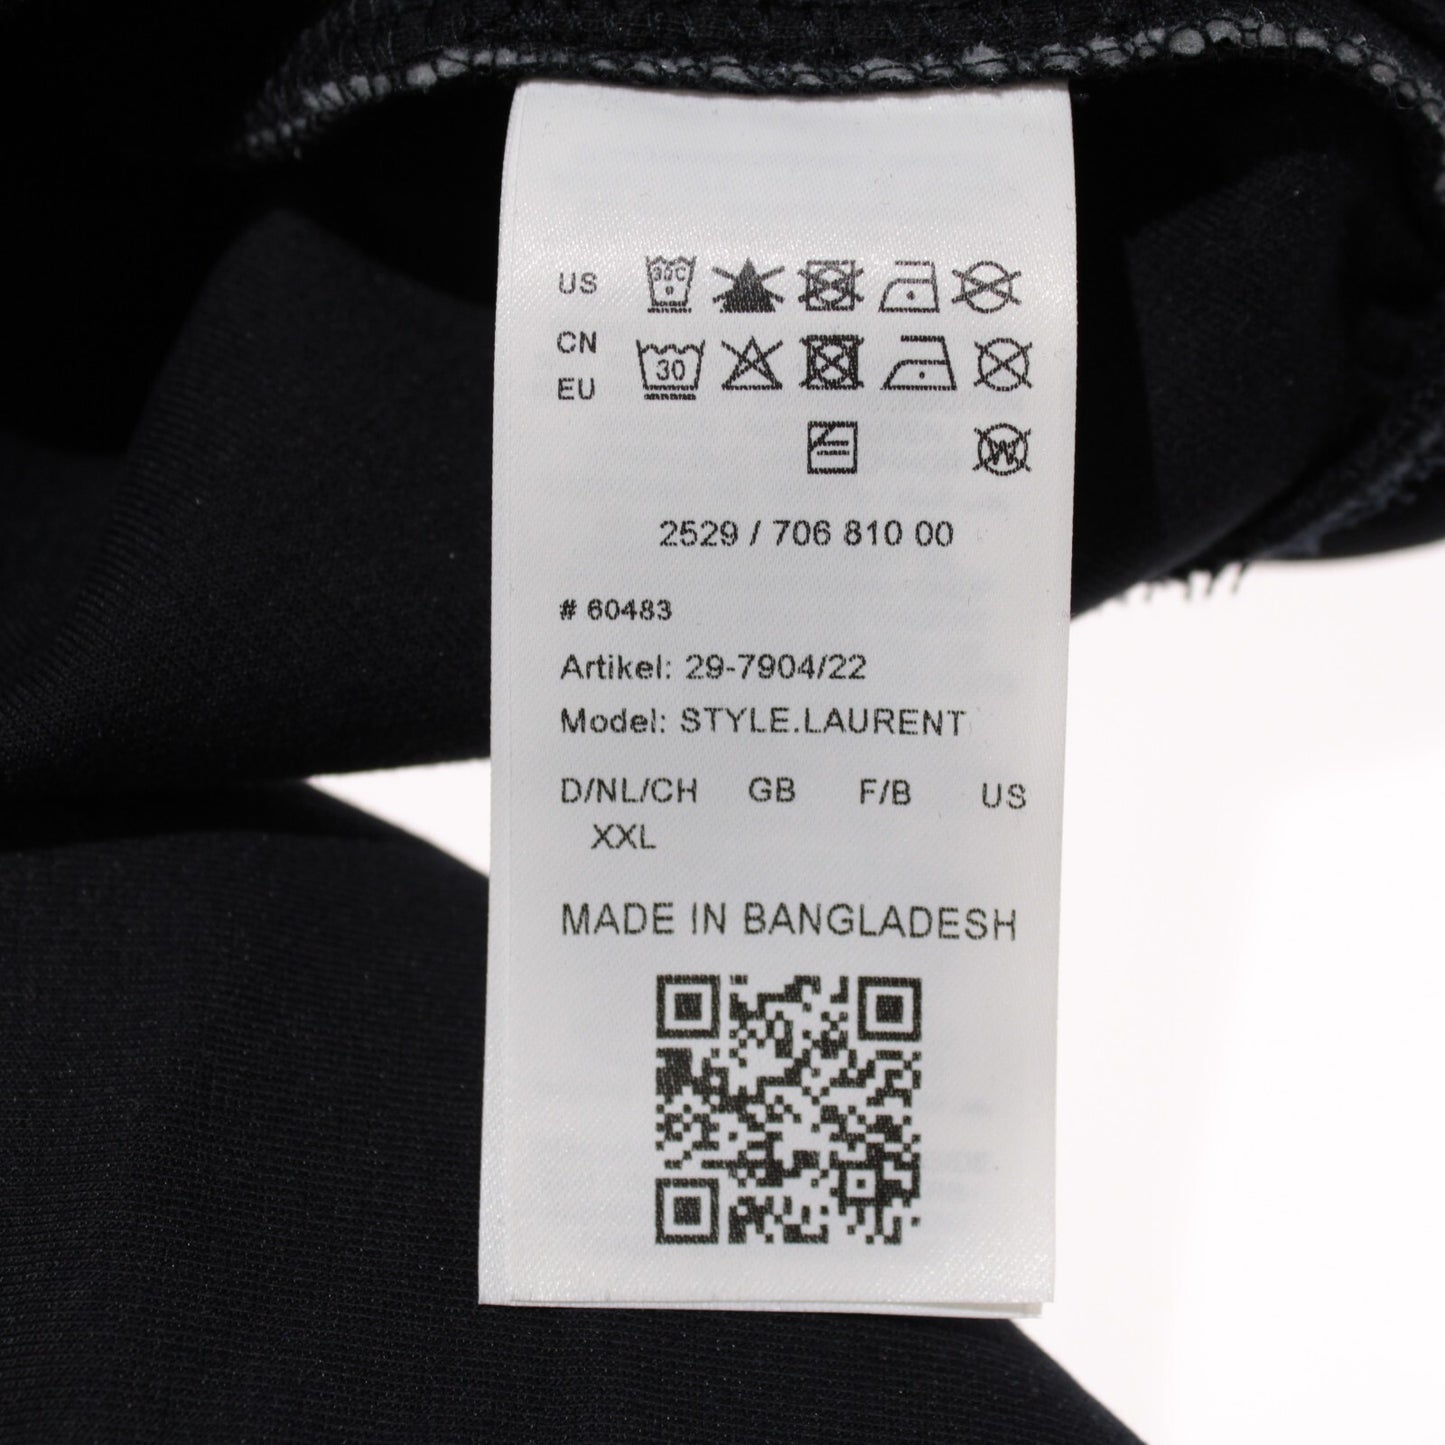 US 30C
CN
EU 30
W
2529 / 706 810 00
# 60483
Artikel: 29-7904/22
Model: STYLE.LAURENT
D/NL/CH GB F/B US
XXL
MADE IN BANGLADESH